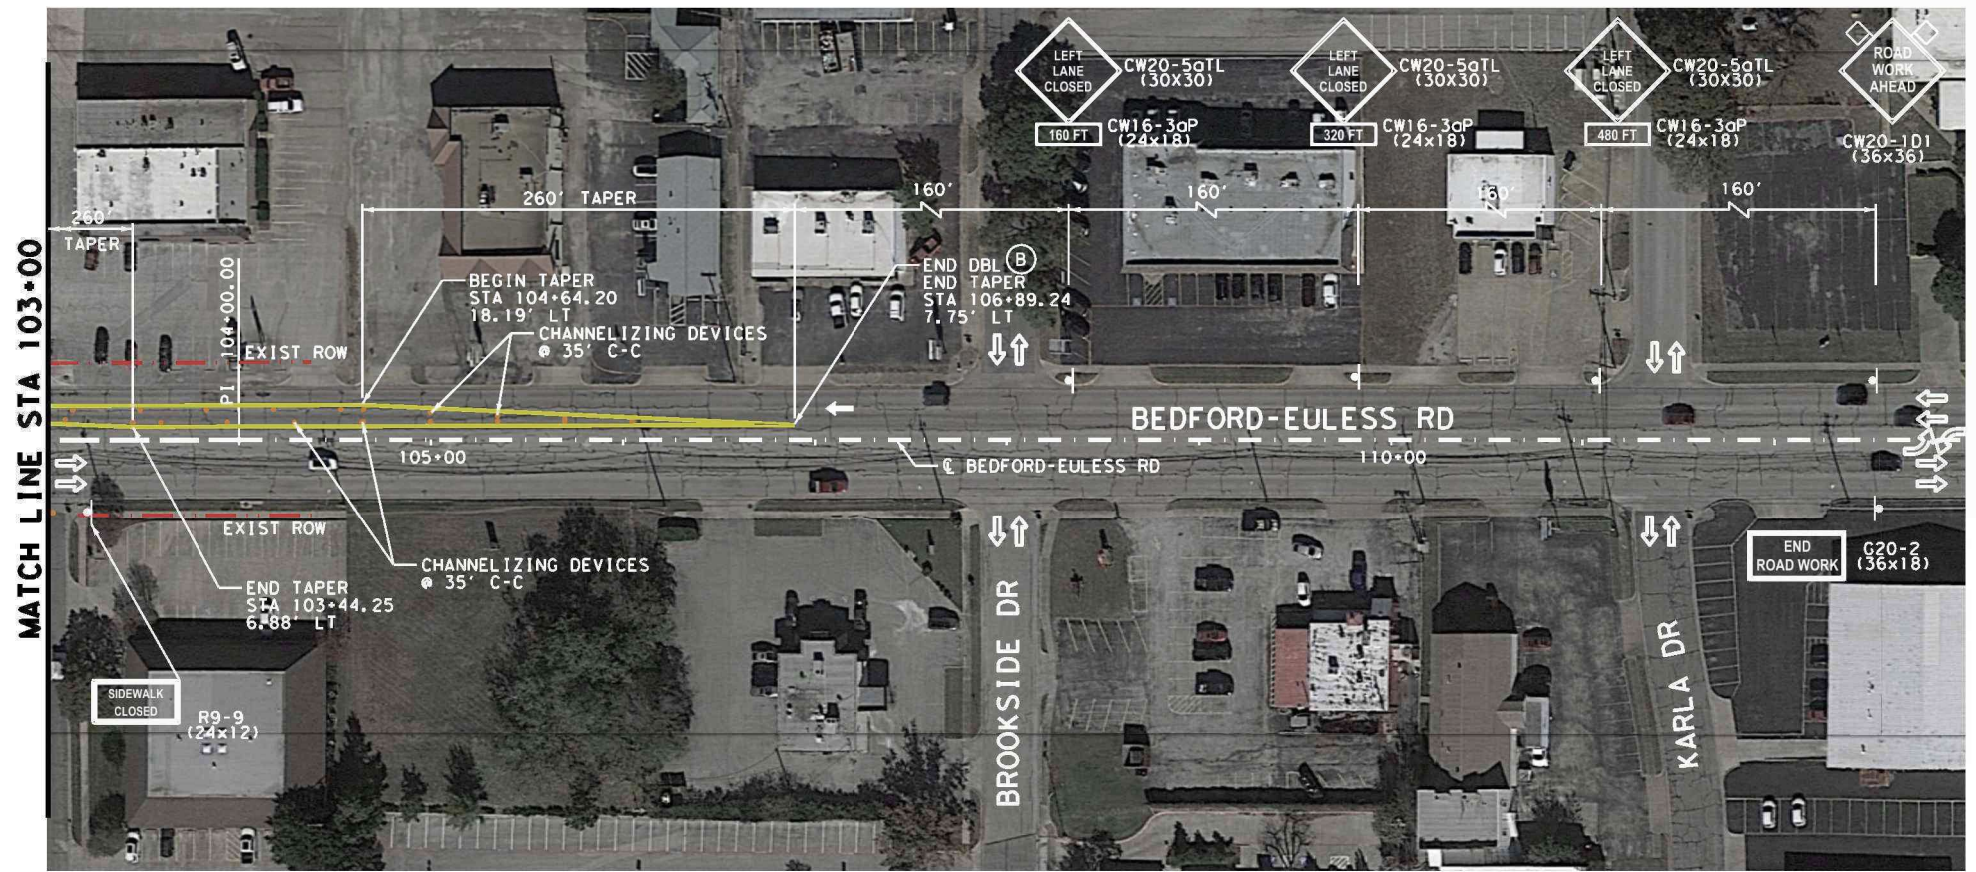 LEFT
LANE
CLOSED
160 FT
CW20-5aTL
(30x30)
CW16-3aP
(24x18)
LEFT
LANE
CLOSED
320 FT
CW20-5aTL
(30x30)
CW16-3aP
(24x18)
LEFT
LANE
CLOSED
480 FT
CW20-5aTL
(30x30)
CW16-3aP
(24x18)
ROAD
WORK
AHEAD
CW20-1D1
(36x36)
MATCH LINE STA 103+00
260'
TAPER
260' TAPER
160'
160'
160'
160'
PI 104+00.00
EXIST ROW
BEGIN TAPER
STA 104+64.20
18.19' LT
CHANNELIZING DEVICES
@ 35' C-C
END DBL B
END TAPER
STA 106+89.24
7.75' LT
BEDFORD-EULESS RD
105+00
℄ BEDFORD-EULESS RD
110+00
EXIST ROW
CHANNELIZING DEVICES
@ 35' C-C
END TAPER
STA 103+44.25
6.88' LT
SIDEWALK
CLOSED
R9-9
(24x12)
BROOKSIDE DR
KARLA DR
END
ROAD WORK
G20-2
(36x18)